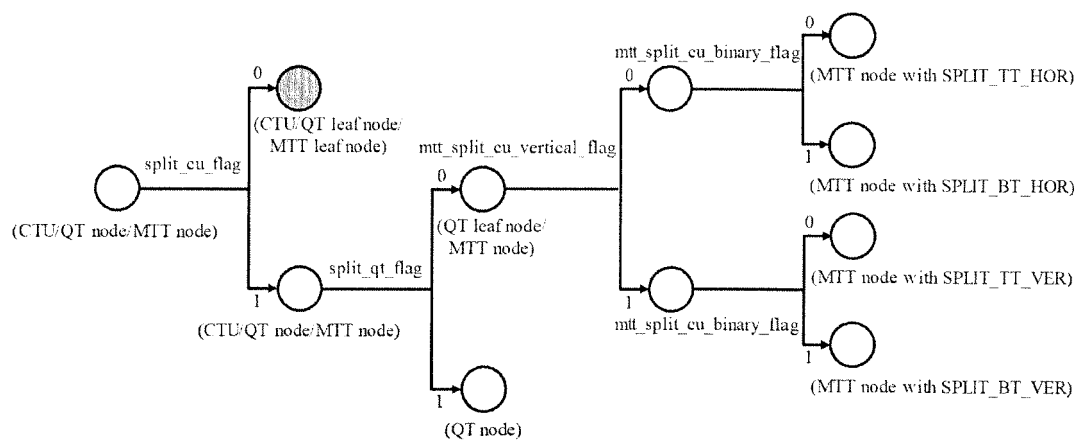 0
mtt_split_cu_binary_flag
(MTT node with SPLIT_TT_HOR)
0
0
(CTU/QT leaf node/
MTT leaf node)
1
split_cu_flag
mtt_split_cu_vertical_flag
0
(MTT node with SPLIT_BT_HOR)
(CTU/QT node/MTT node)
(QT leaf node/
MTT node)
0
split_qt_flag
(MTT node with SPLIT_TT_VER)
1
1
(CTU/QT node/MTT node)
mtt_split_cu_binary_flag
1
(MTT node with SPLIT_BT_VER)
1
(QT node)